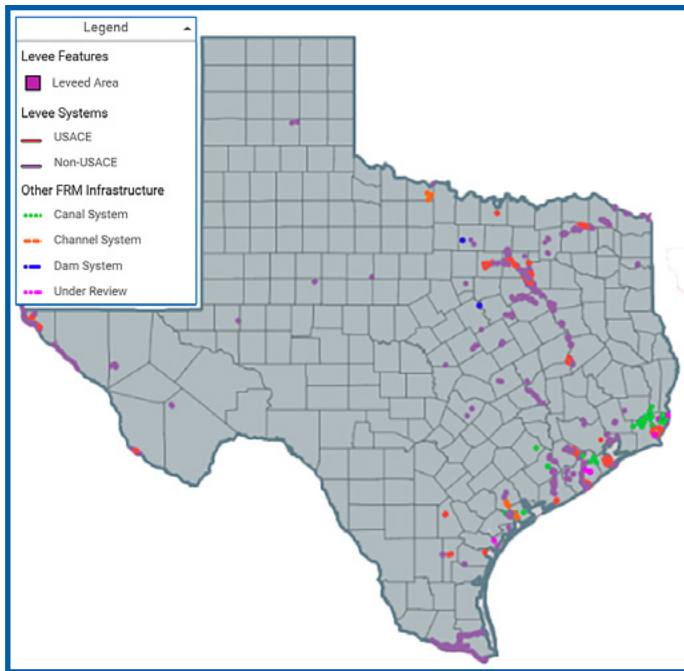 Legend
Levee Features
Leveed Area
Levee Systems
USACE
Non-USACE
Other FRM Infrastructure
Canal System
Channel System
Dam System
Under Review